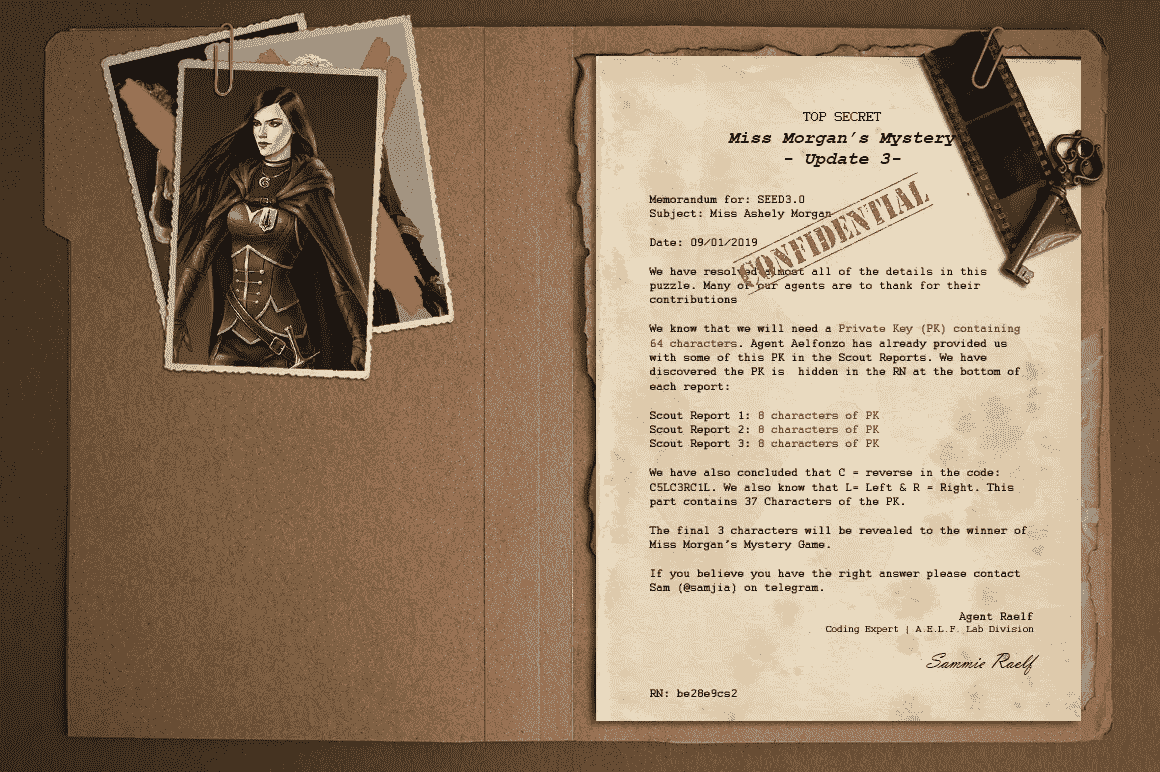 TOP SECRET
Miss Morgan's Mystery
- Update 3-
Memorandum for: SEED3.0
Subject: Miss Ashely Morgan
Date: 09/01/2019
CONFIDENTIAL
We have resolved almost all of the details in this
puzzle. Many of our agents are to thank for their
contributions
We know that we will need a Private Key (PK) containing
64 characters. Agent Aelfonzo has already provided us
with some of this PK in the Scout Reports. We have
discovered the PK is hidden in the RN at the bottom of
each report:
Scout Report 1: 8 characters of PK
Scout Report 2: 8 characters of PK
Scout Report 3: 8 characters of PK
We have also concluded that C = reverse in the code:
C5LC3RC1L. We also know that L= Left & R = Right. This
part contains 37 Characters of the PK.
The final 3 characters will be revealed to the winner of
Miss Morgan's Mystery Game.
If you believe you have the right answer please contact
Sam (@samjia) on telegram.
Agent Raelf
Coding Expert | A.E.L.F. Lab Division
Sammie Raelf
RN: be28e9cs2